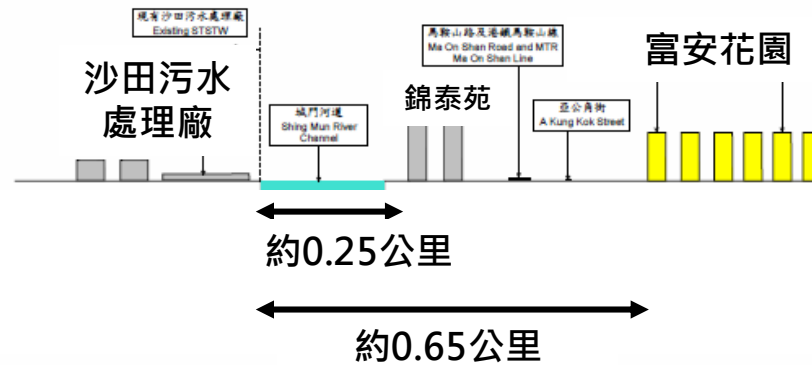 現有沙田污水處理廠
Existing STSTW
沙田污水
處理廠
城門河道
Shing Mun River
Channel
錦泰苑
馬鞍山路及港鐵馬鞍山線
Ma On Shan Road and MTR
Ma On Shan Line
亞公角街
A Kung Kok Street
富安花園
約0.25公里
約0.65公里